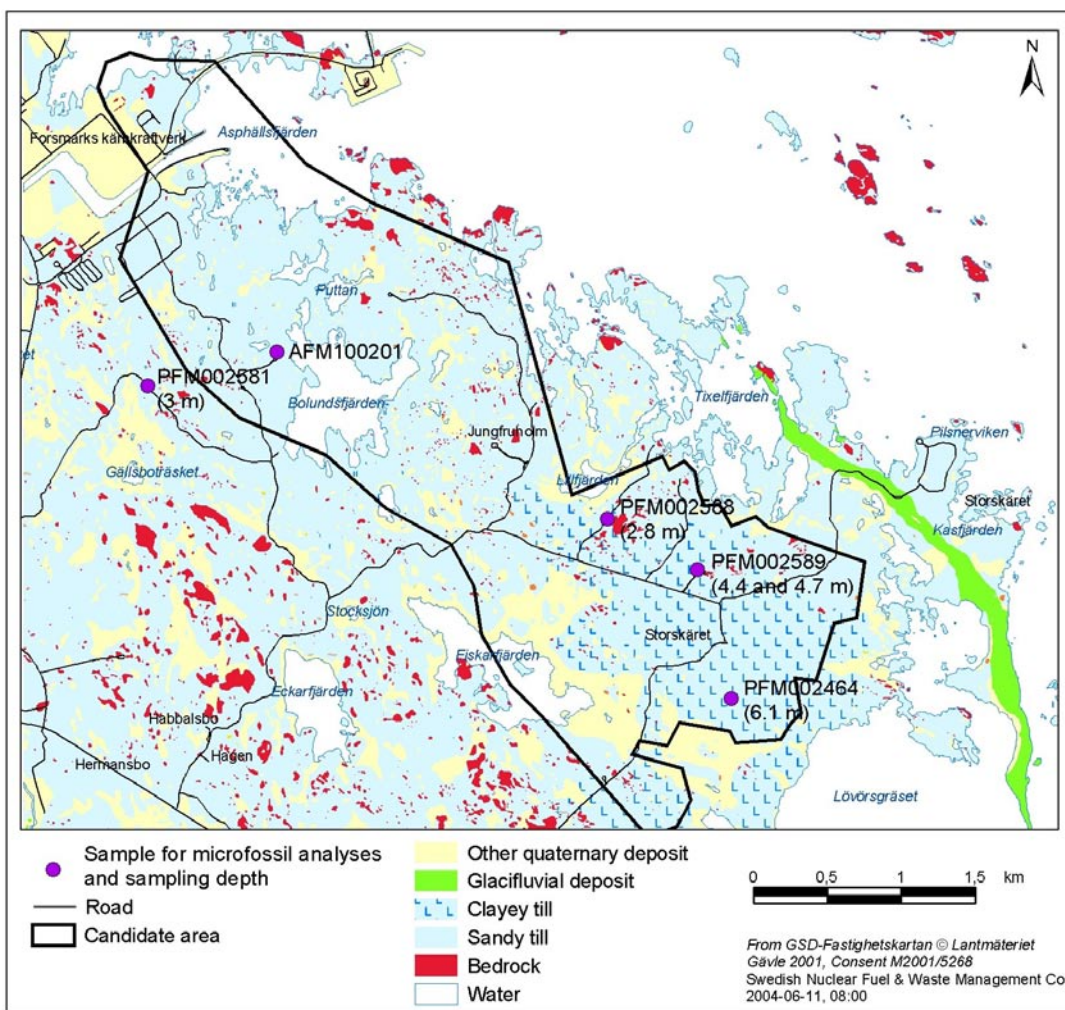 N
Forsmarks kärnkraftverk
Asphällsfjärden
Puttan
AFM100201
PFM002581
(3 m)
Bolundsfjärden
Tixelfjärden
Jungfruholm
Pilsnerviken
Gällsboträsket
Lillfjärden
Storskäret
PFM002588
(2.8 m)
Kasfjärden
PFM002589
(4.4 and 4.7 m)
Stocksjön
Storskäret
Fiskarfjärden
Eckarfjärden
PFM002464
(6.1 m)
Habbalsbo
Hagen
Hermansbo
Lövörsgräset
Sample for microfossil analyses
and sampling depth
Road
Candidate area
Other quaternary deposit
Glacifluvial deposit
Clayey till
Sandy till
Bedrock
Water
0 0,5 1 1,5 km
From GSD-Fastighetskartan © Lantmäteriet
Gävle 2001, Consent M2001/5268
Swedish Nuclear Fuel & Waste Management Co
2004-06-11, 08:00